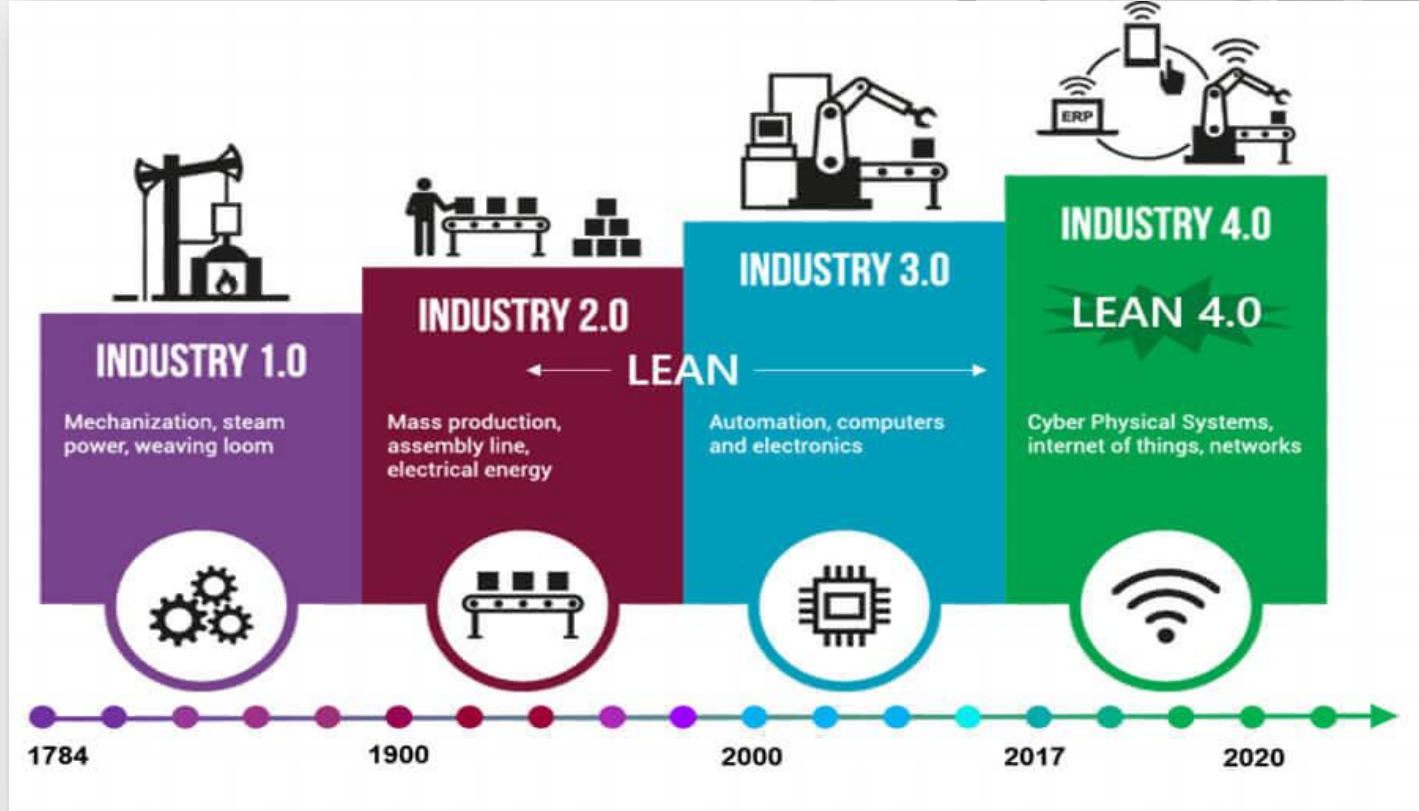 ERP
INDUSTRY 1.0
Mechanization, steam
power, weaving loom
INDUSTRY 2.0
Mass production,
assembly line,
electrical energy
LEAN
INDUSTRY 3.0
Automation, computers
and electronics
INDUSTRY 4.0
LEAN 4.0
Cyber Physical Systems,
internet of things, networks
1784
1900
2000
2017
2020